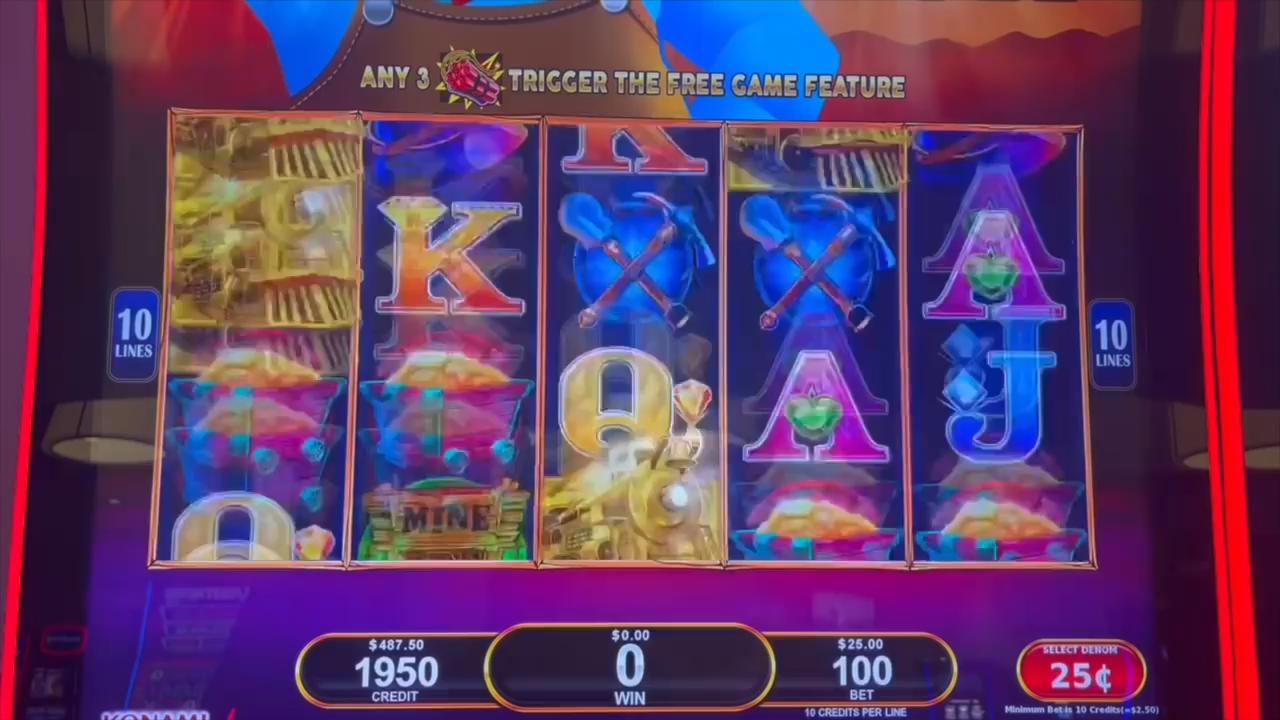 ANY 3 TRIGGER THE FREE GAME FEATURE
10
LINES
K
K
A
J
Q
A
Q
MINE
10
LINES
$487.50
1950
CREDIT
$0.00
0
WIN
$25.00
100
BET
10 CREDITS PER LINE
SELECT DENOM
25¢
Minimum Bet is 10 Credits(=$2.50)
KONAMI